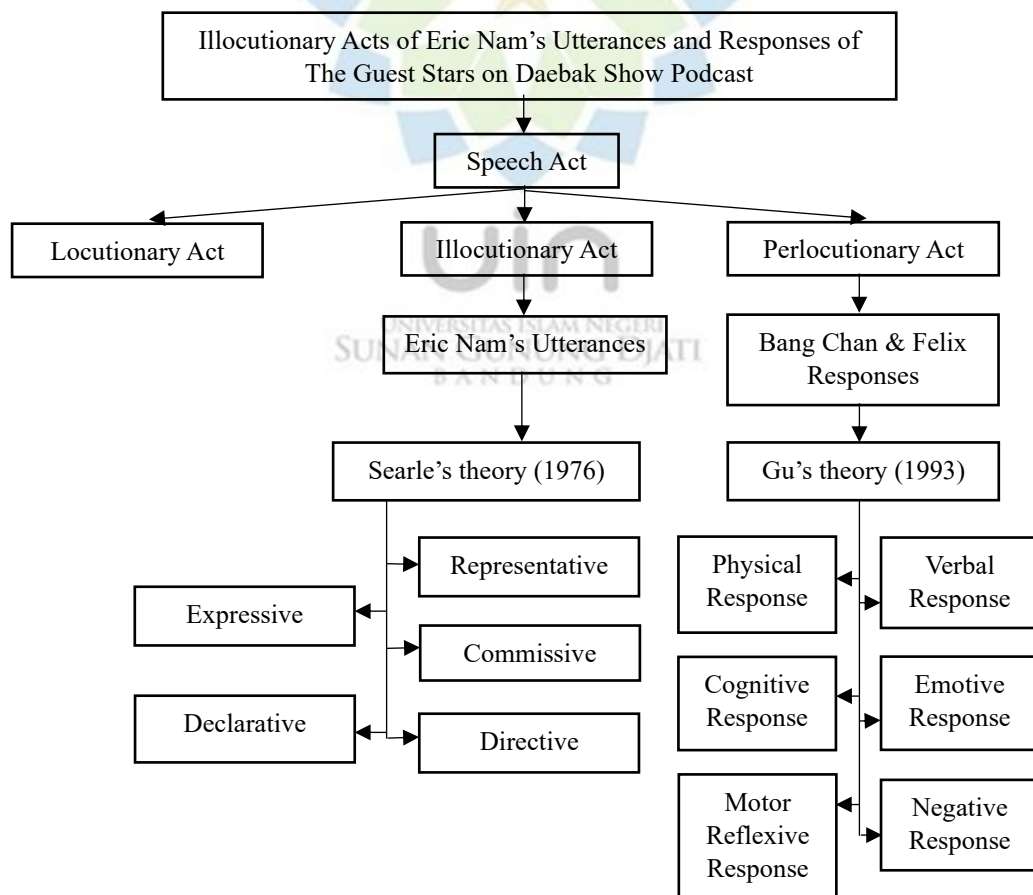 Illocutionary Acts of Eric Nam's Utterances and Responses of
The Guest Stars on Daebak Show Podcast
Speech Act
Locutionary Act
Illocutionary Act
Perlocutionary Act
uin
UNIVERSITAS ISLAM NEGERI
SUNAN GUNUNG DJATI
BANDUNG
Eric Nam's Utterances
Bang Chan & Felix
Responses
Searle's theory (1976)
Gu's theory (1993)
Representative
Expressive
Commissive
Declarative
Directive
Physical
Response
Verbal
Response
Cognitive
Response
Emotive
Response
Motor
Reflexive
Response
Negative
Response